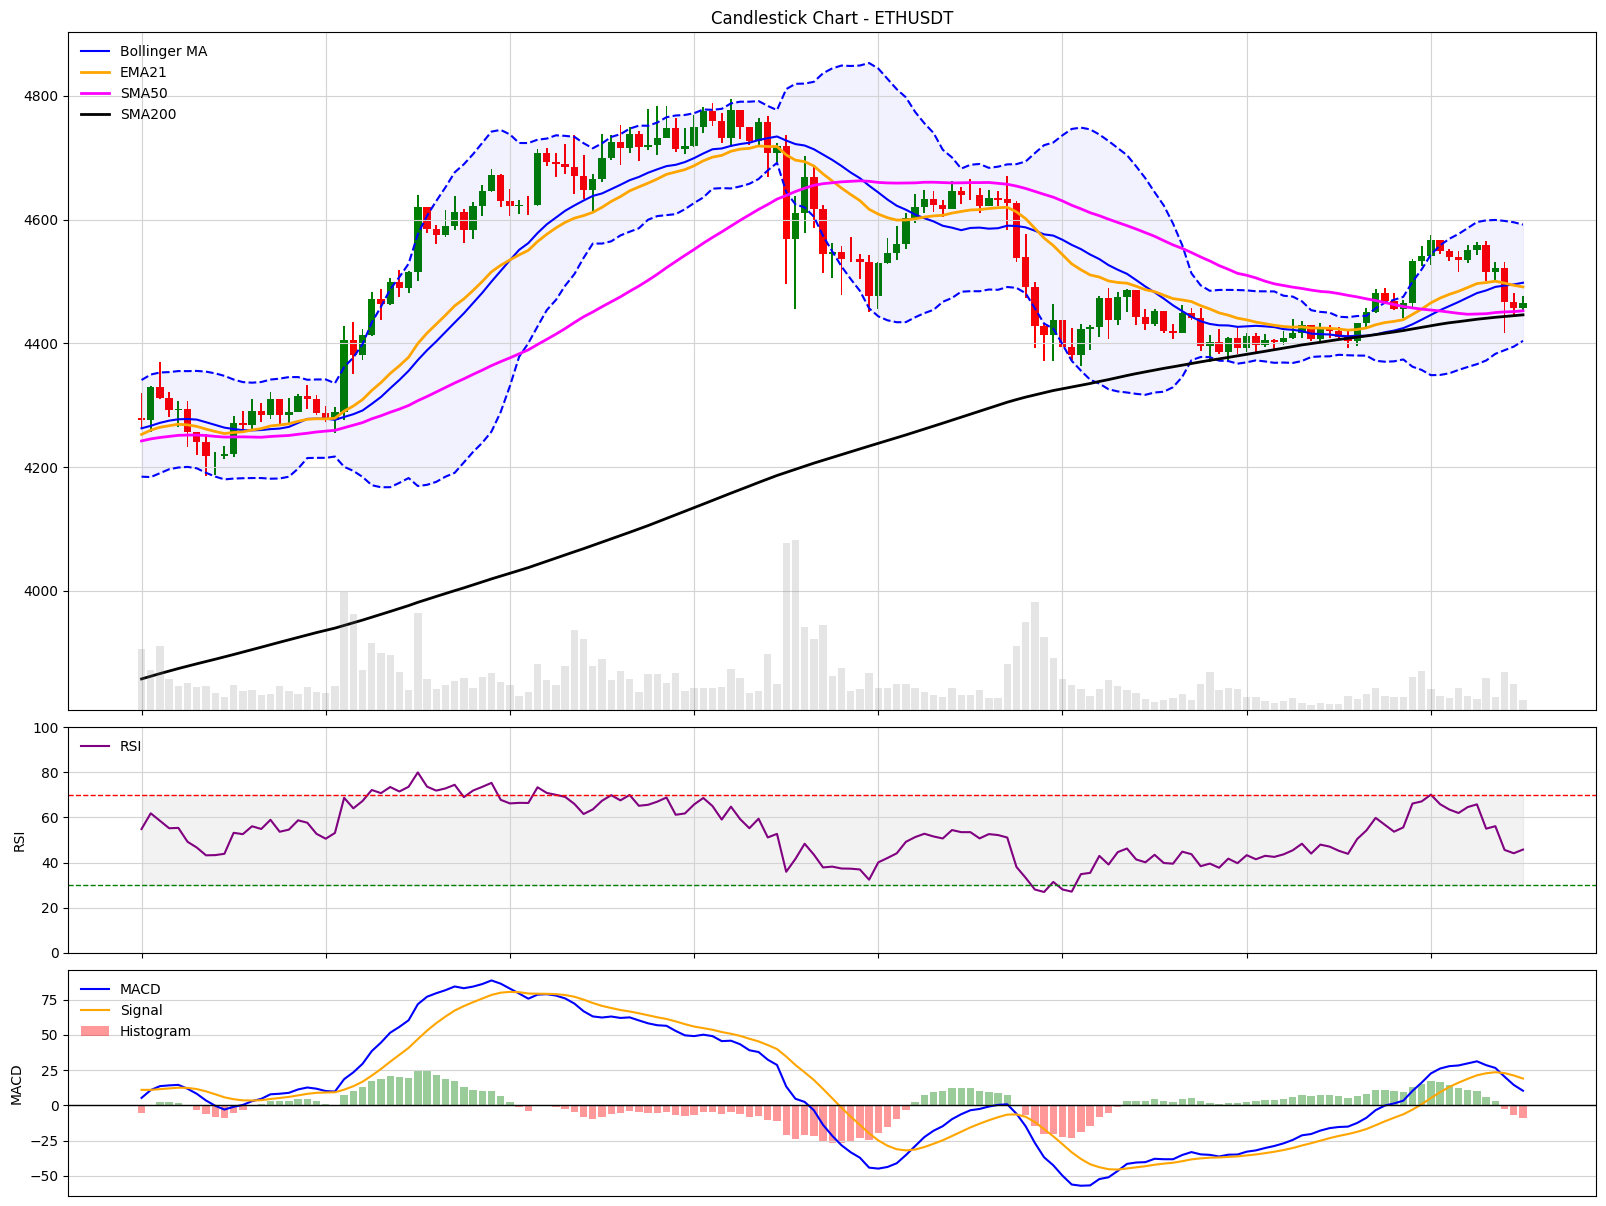 Candlestick Chart - ETHUSDT
Bollinger MA
EMA21
SMA50
SMA200
4800
4600
4400
4200
4000
RSI
100
80
60
40
20
0
RSI
MACD
Signal
Histogram
75
50
25
0
−25
−50
MACD